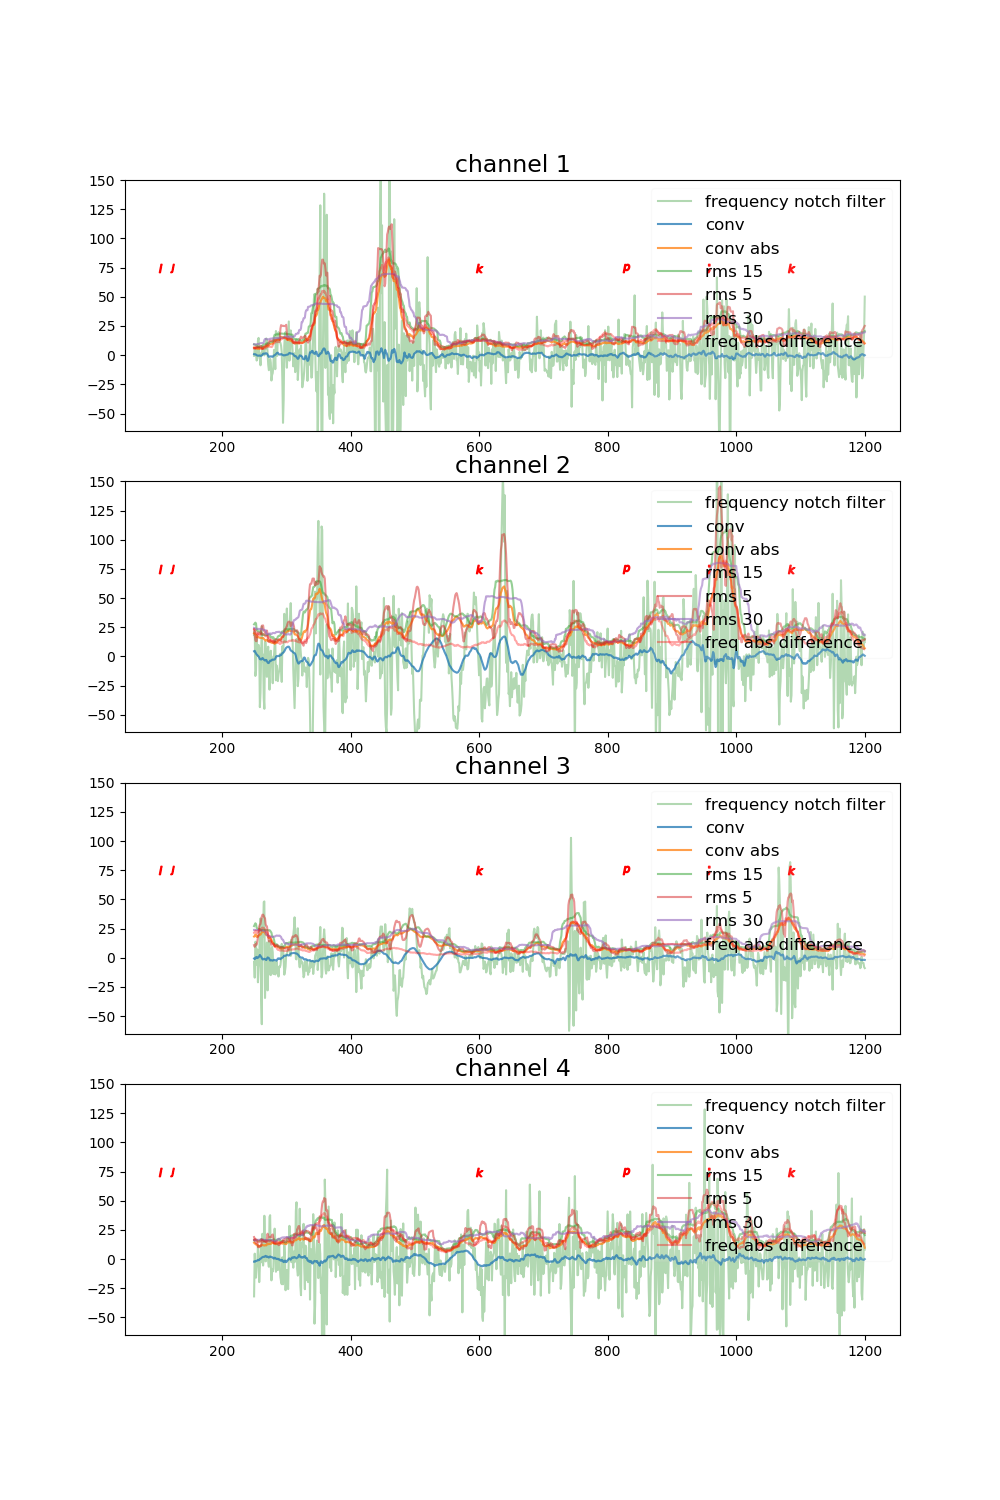 channel 1
150
125
100
75
50
25
0
−25
−50
l J k p i k
frequency notch filter
conv
conv abs
rms 15
rms 5
rms 30
freq abs difference
200 400 600 800 1000 1200
channel 2
150
125
100
75
50
25
0
−25
−50
l J k p i k
frequency notch filter
conv
conv abs
rms 15
rms 5
rms 30
freq abs difference
200 400 600 800 1000 1200
channel 3
150
125
100
75
50
25
0
−25
−50
l J k p i k
frequency notch filter
conv
conv abs
rms 15
rms 5
rms 30
freq abs difference
200 400 600 800 1000 1200
channel 4
150
125
100
75
50
25
0
−25
−50
l J k p i k
frequency notch filter
conv
conv abs
rms 15
rms 5
rms 30
freq abs difference
200 400 600 800 1000 1200